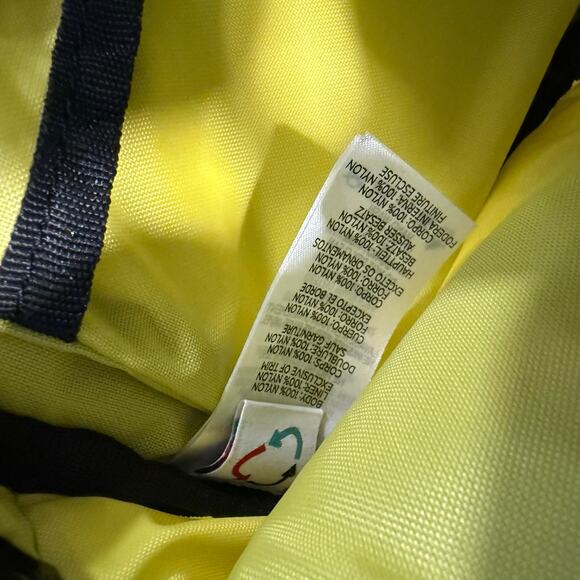 BODY: 100% NYLON
LINER: 100% NYLON
EXCLUSIVE OF TRIM
CORPS: 100% NYLON
DOUBLURE: 100% NYLON
SAUF GARNITURE
CUERPO: 100% NYLON
FORRO: 100% NYLON
EXCEPTO EL BORDE
CORPO: 100% NYLON
FORRO: 100% NYLON
EXCETO OS ORNAMENTOS
HAUPTTEIL: 100% NYLON
BESATZ: 100% NYLON
AUSSER BESATZ
CORPO: 100% NYLON
FODERA INTERNA: 100% NYLON
FINITURE ESCLUSE